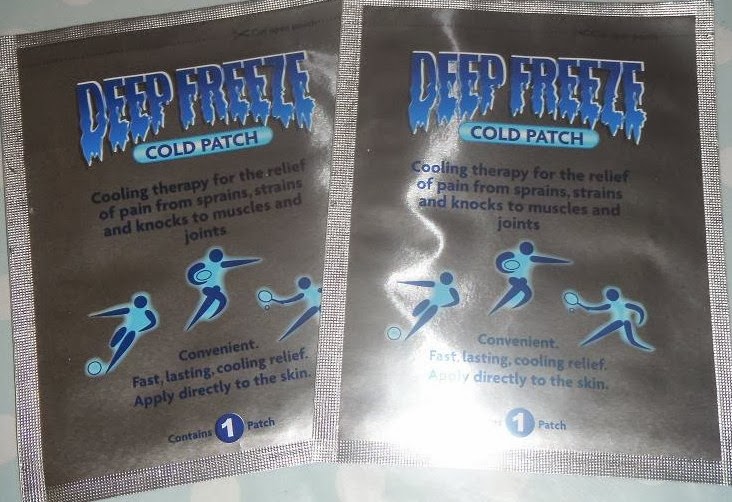 Cut open pouch
DEEP FREEZE
COLD PATCH
Cooling therapy for the relief
of pain from sprains, strains
and knocks to muscles and
joints
Convenient.
Fast, lasting, cooling relief.
Apply directly to the skin.
Contains 1 Patch
DEEP FREEZE
COLD PATCH
Cooling therapy for the relief
of pain from sprains, strains
and knocks to muscles and
joints
Convenient.
Fast, lasting, cooling relief.
Apply directly to the skin.
1 Patch